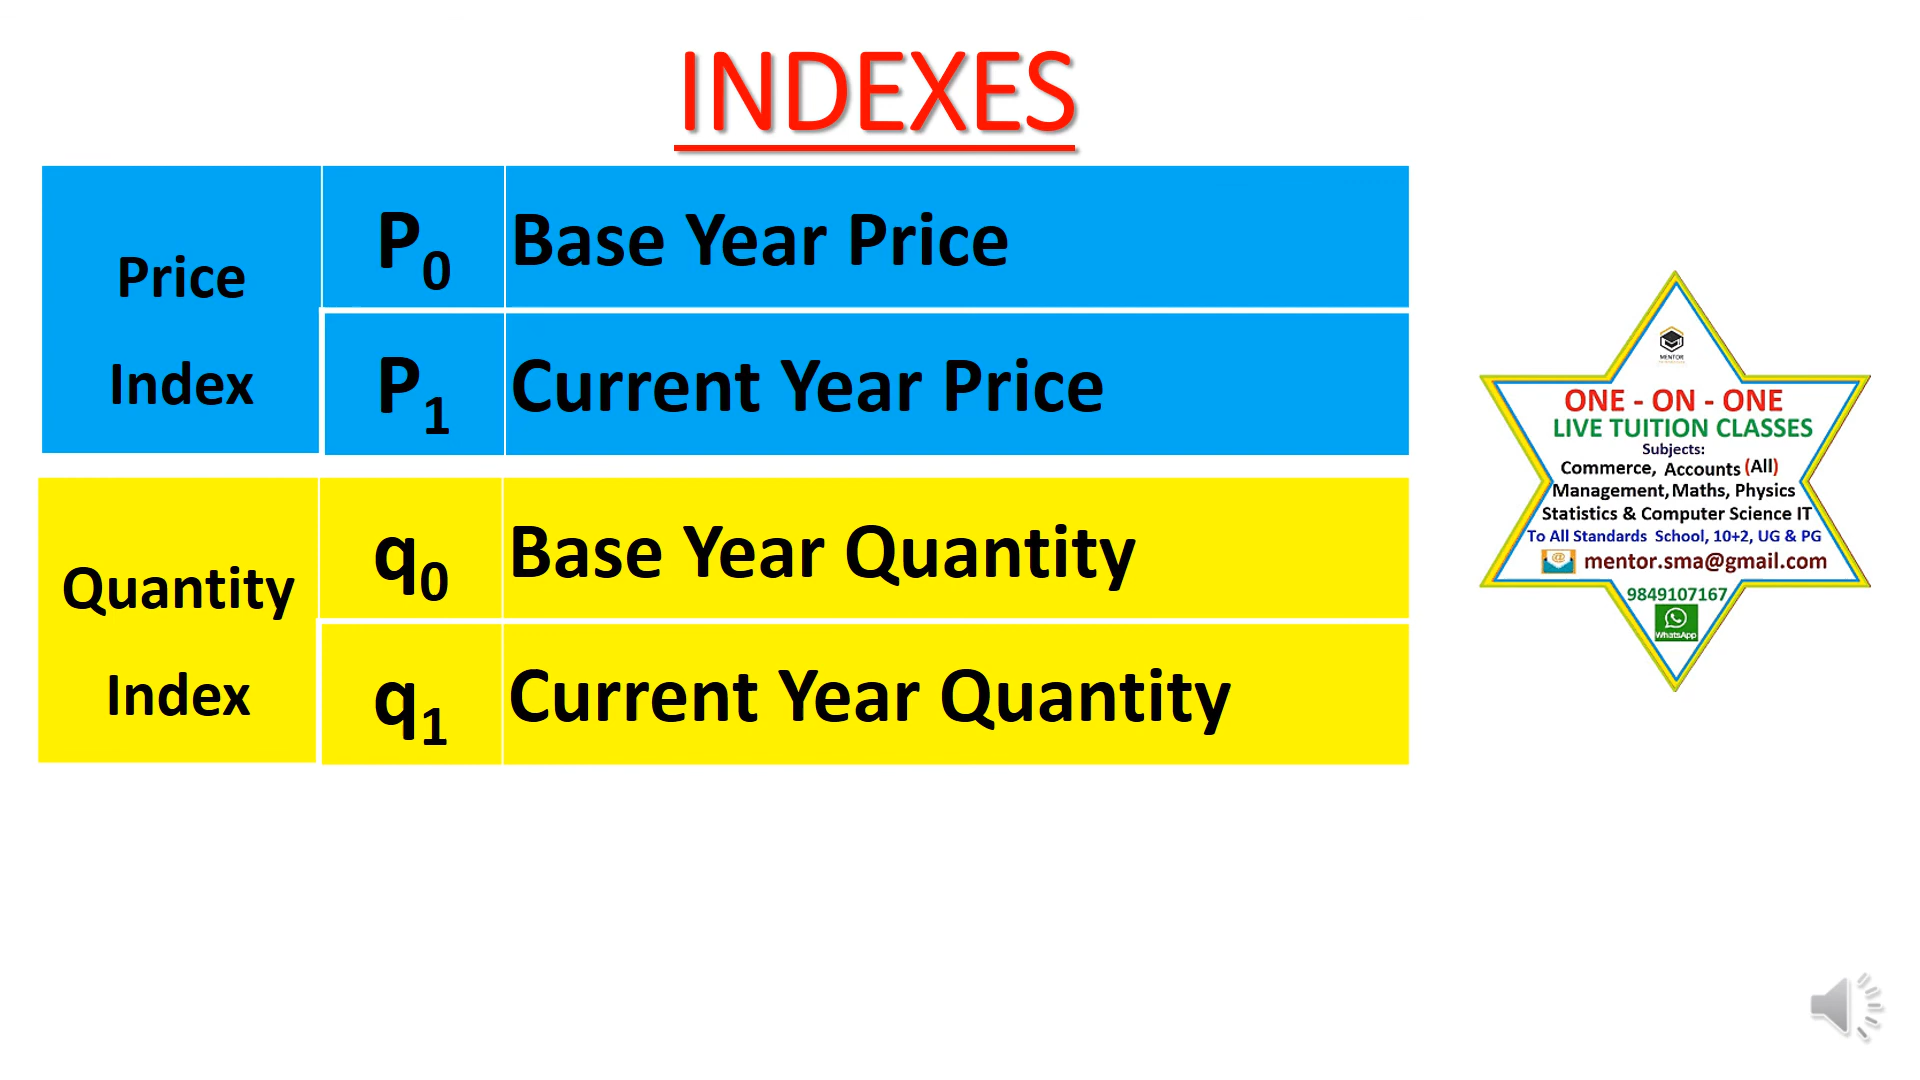 INDEXES
Price
Index
P0 Base Year Price
P1 Current Year Price
Quantity
Index
q0 Base Year Quantity
q1 Current Year Quantity
MENTOR
ONE - ON - ONE
LIVE TUITION CLASSES
Subjects:
Commerce, Accounts (All)
Management, Maths, Physics
Statistics & Computer Science IT
To All Standards School, 10+2, UG & PG
mentor.sma@gmail.com
9849107167
WhatsApp